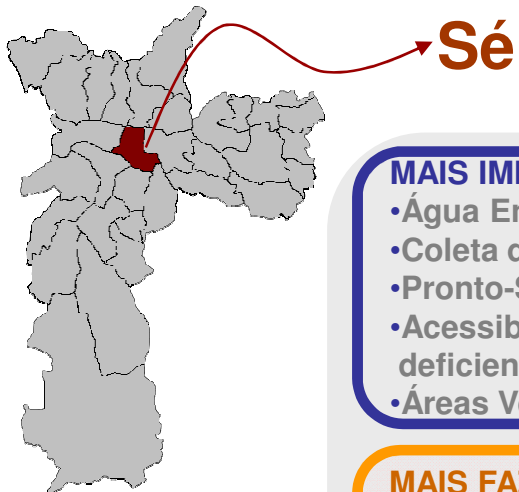 Sé
MAIS IM
•Água E
•Coleta
•Pronto-
•Acessib
deficien
•Áreas V
MAIS FA